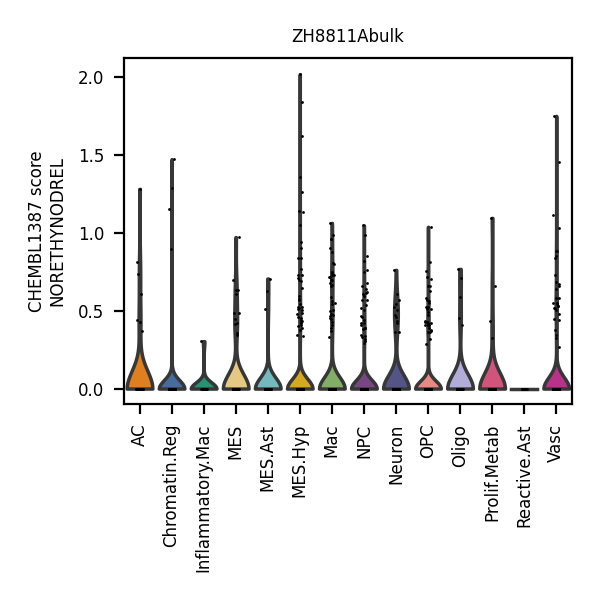 ZH8811Abulk
CHEMBL1387 score
NORETHYNODREL
2.0
1.5
1.0
0.5
0.0
AC
Chromatin.Reg
Inflammatory.Mac
MES
MES.Ast
MES.Hyp
Mac
NPC
Neuron
OPC
Oligo
Prolif.Metab
Reactive.Ast
Vasc